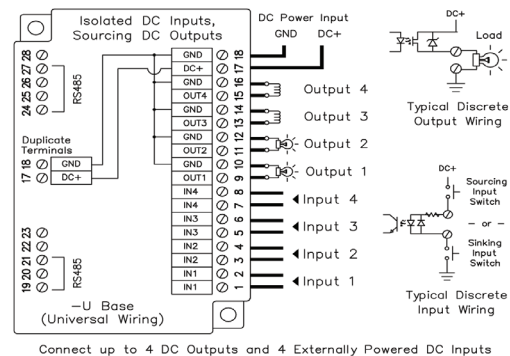 Isolated DC Inputs,
Sourcing DC Outputs
DC Power Input
GND DC+
28
27
26
25
24
RS485
Duplicate
Terminals
18 GND
17 DC+
23
22
21
20
19
RS485
GND 18
DC+ 17
GND 16
OUT4 15
GND 14
OUT3 13
GND 12
OUT2 11
GND 10
OUT1 9
IN4 8
IN4 7
IN3 6
IN3 5
IN2 4
IN2 3
IN1 2
IN1 1
Output 4
Output 3
Output 2
Output 1
Input 4
Input 3
Input 2
Input 1
-U Base
(Universal Wiring)
DC+
Load
Typical Discrete
Output Wiring
DC+
Sourcing
Input
Switch
- or -
Sinking
Input
Switch
Typical Discrete
Input Wiring
Connect up to 4 DC Outputs and 4 Externally Powered DC Inputs